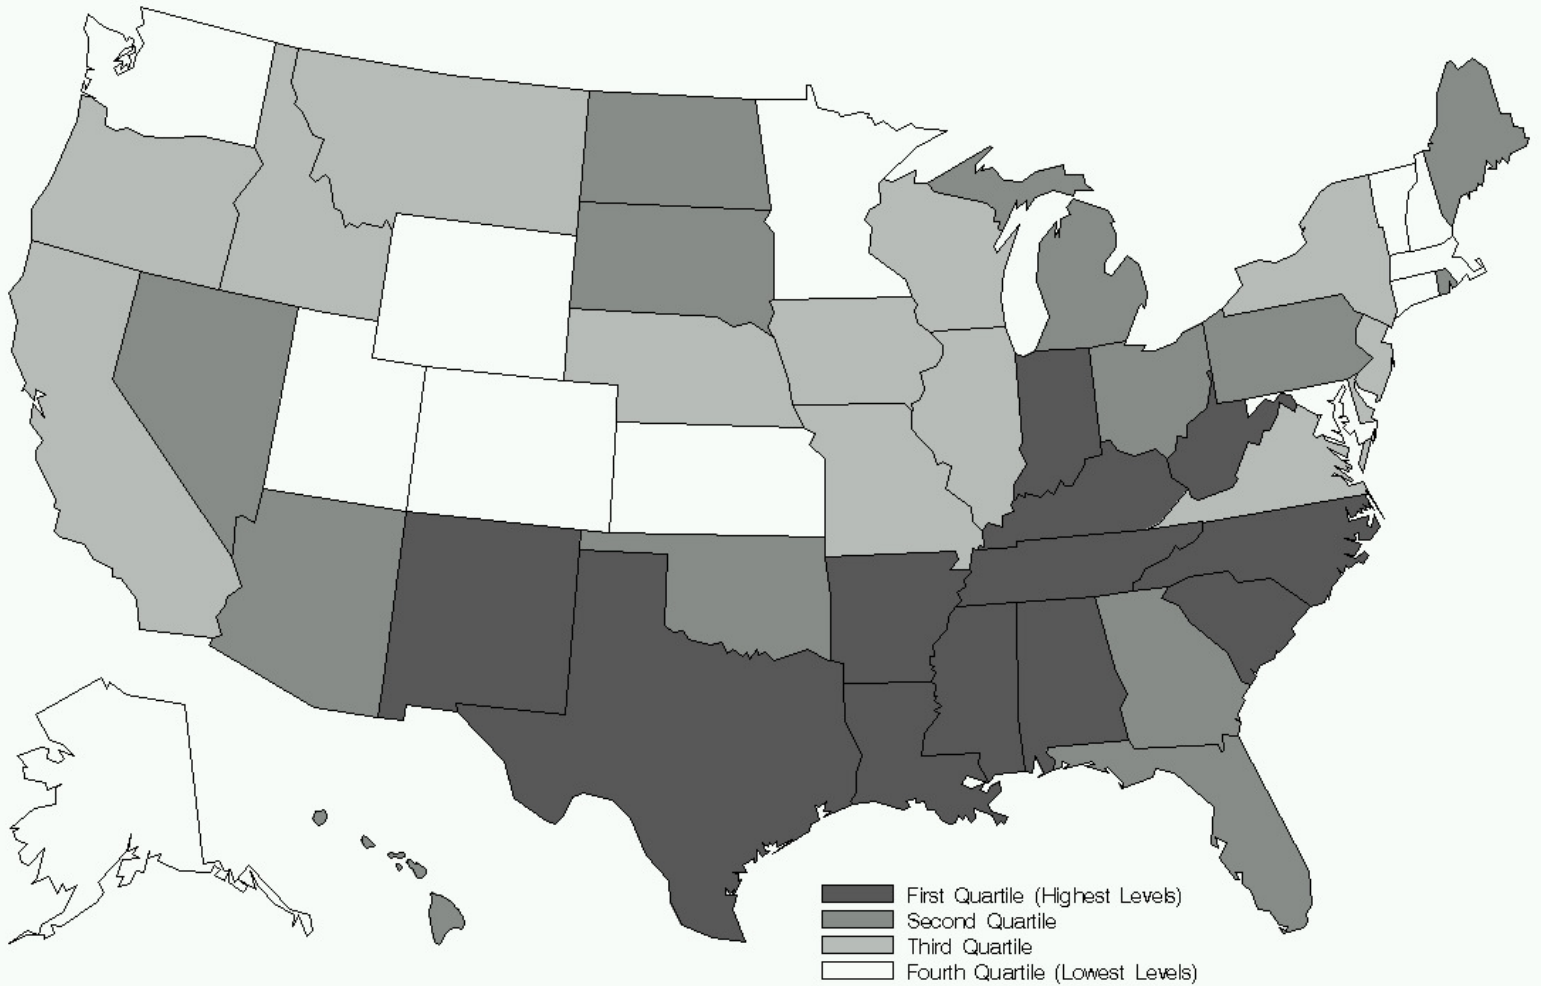 First Quartile (Highest Levels)
Second Quartile
Third Quartile
Fourth Quartile (Lowest Levels)